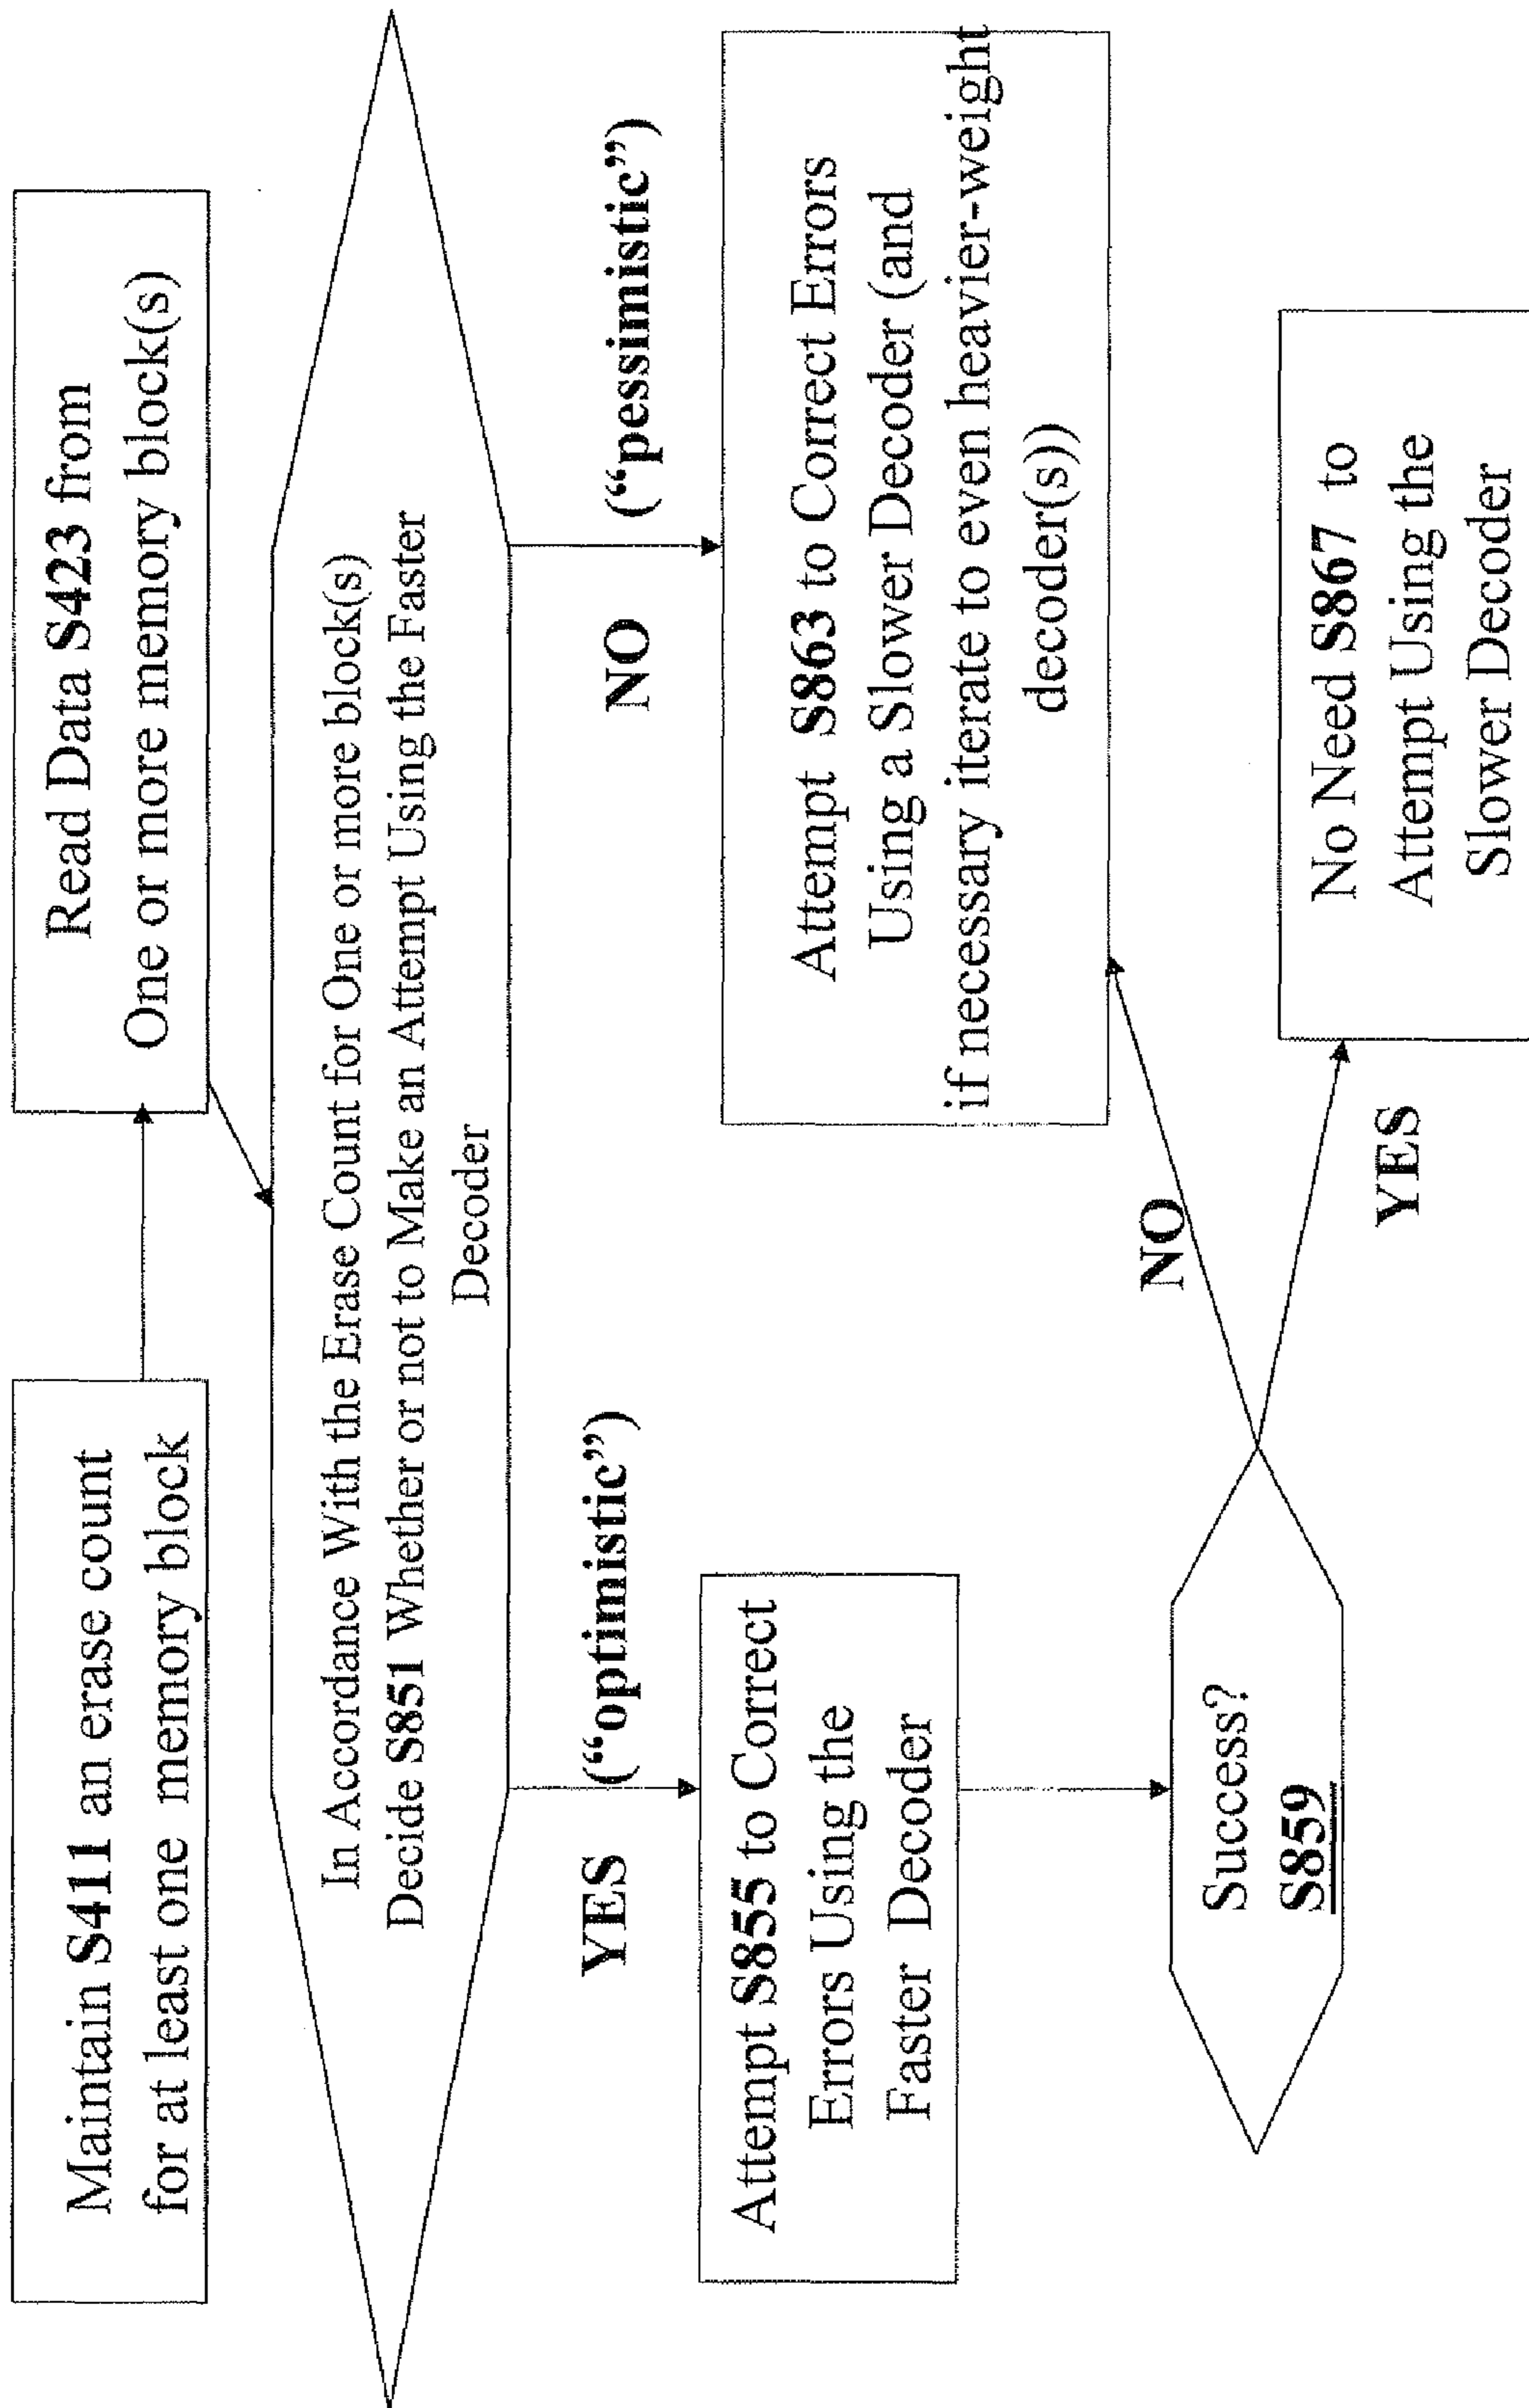 Maintain S411 an erase count
for at least one memory block
Read Data S423 from
One or more memory block(s)
In Accordance With the Erase Count for One or more block(s)
Decide S851 Whether or not to Make an Attempt Using the Faster
Decoder
YES ("optimistic")
NO ("pessimistic")
Attempt S855 to Correct
Errors Using the
Faster Decoder
Attempt S863 to Correct Errors
Using a Slower Decoder (and
if necessary iterate to even heavier-weight
decoder(s))
Success?
S859
NO
YES
No Need S867 to
Attempt Using the
Slower Decoder